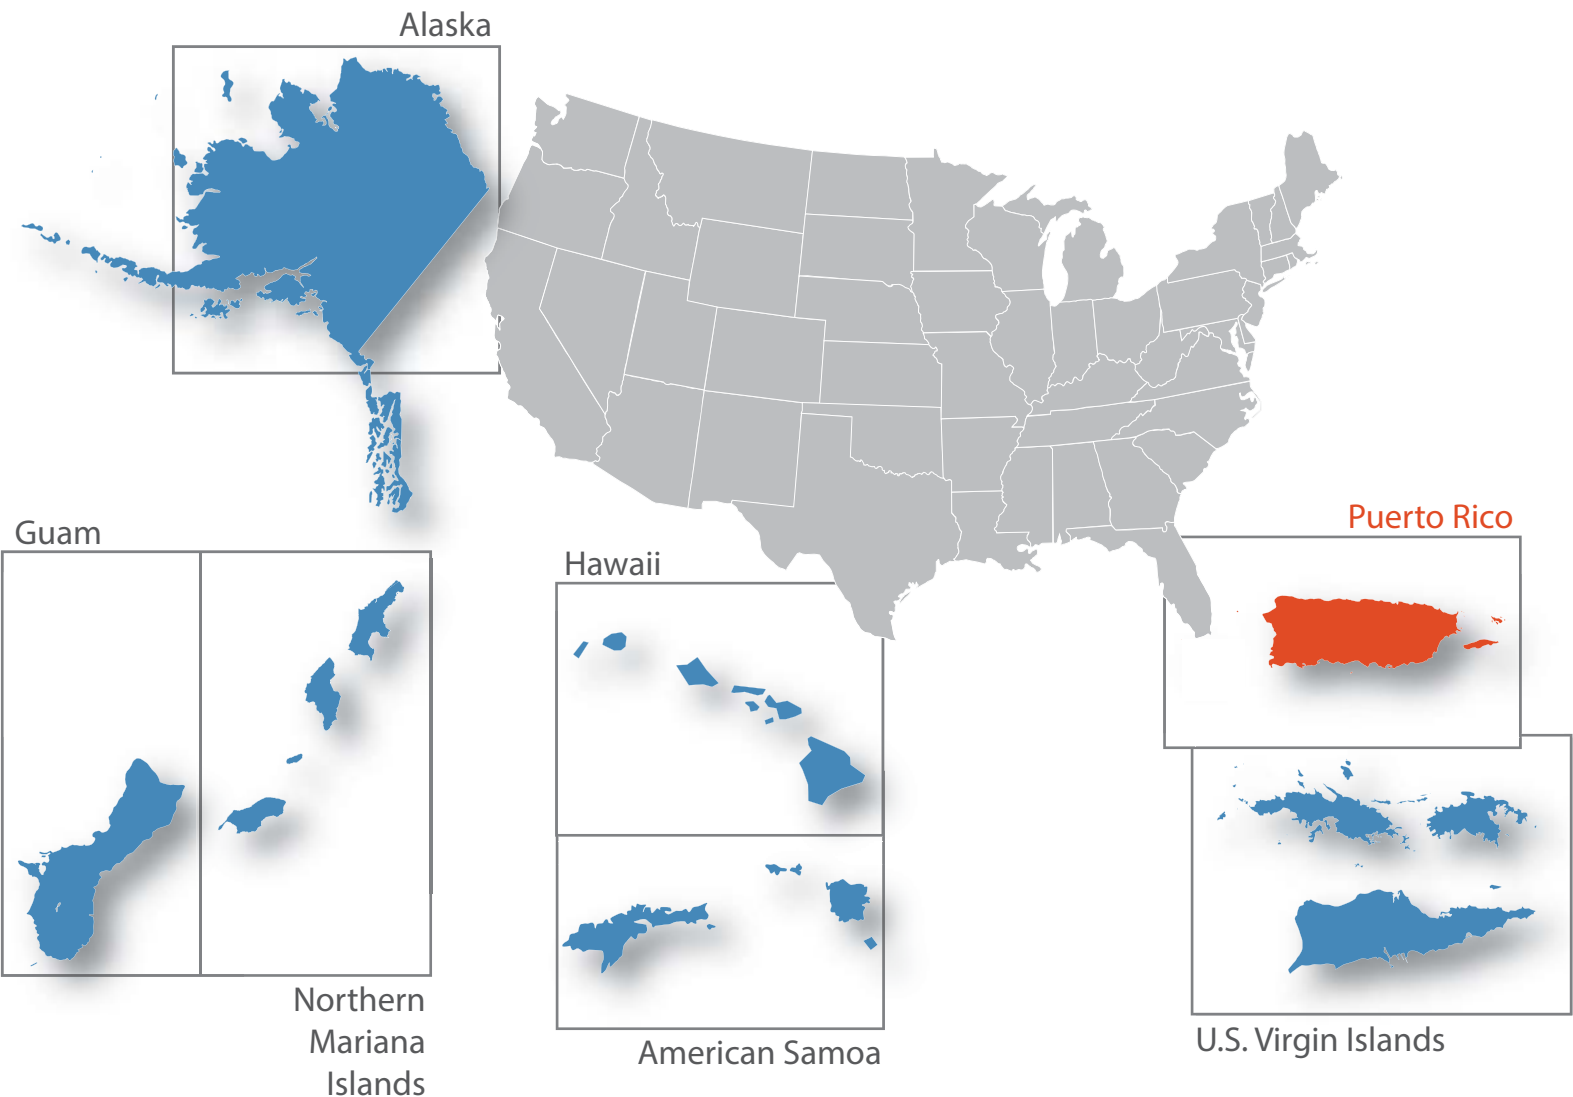 Alaska
Puerto Rico
Guam
Hawaii
Northern
Mariana
Islands
American Samoa
U.S. Virgin Islands